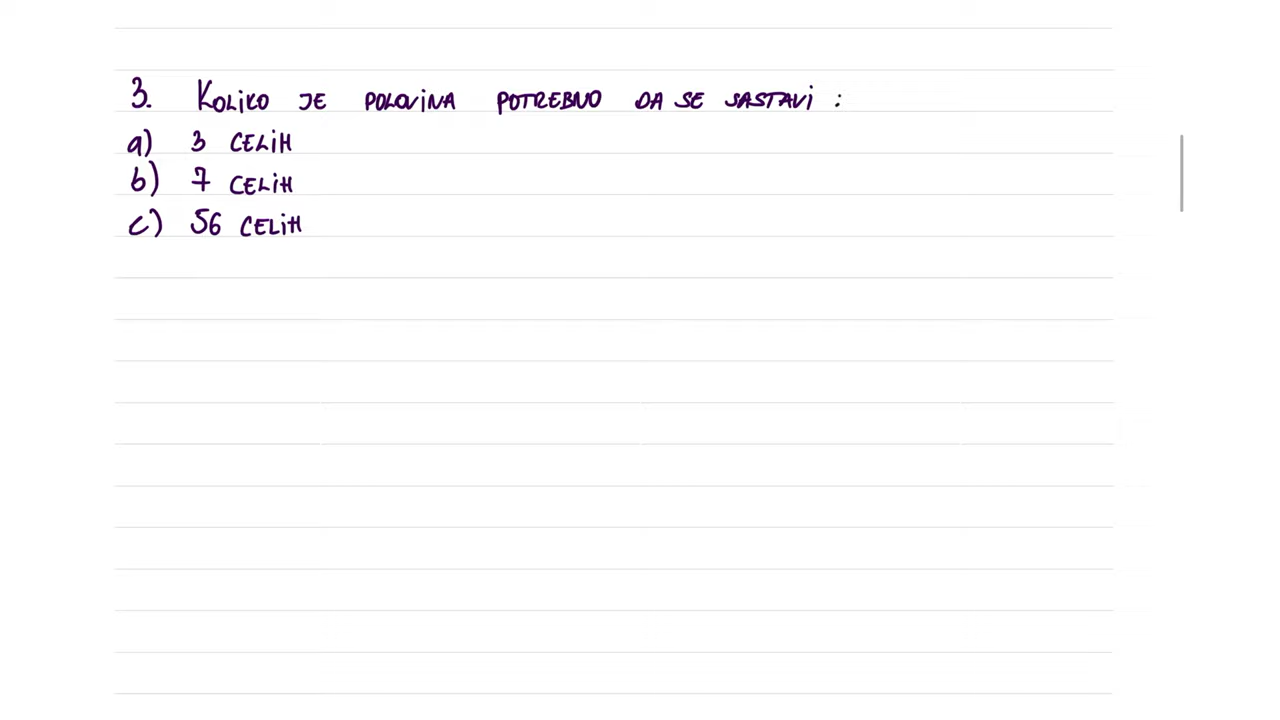 3. KOLIKO JE POLOVINA POTREBNO DA SE SASTAVI :
a) 3 CELIH
b) 7 CELIH
c) 56 CELIH